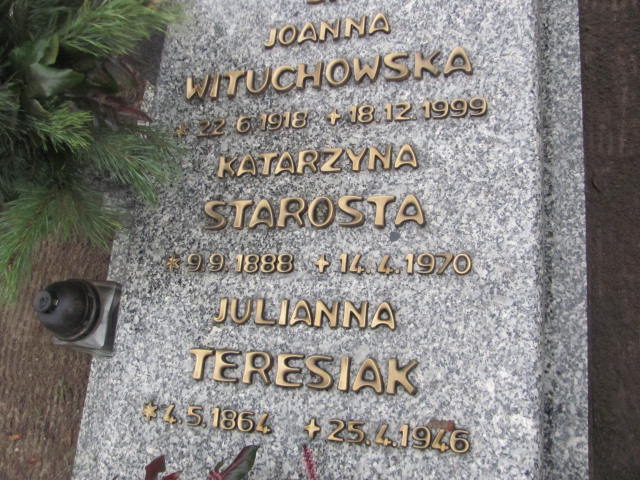 JOANNA
WITUCHOWSKA
* 22.6.1918 + 18.12.1999
KATARZYNA
STAROSTA
* 9.9.1888 + 14.4.1970
JULIANNA
TERESIAK
* 4.5.1864 + 25.4.1946